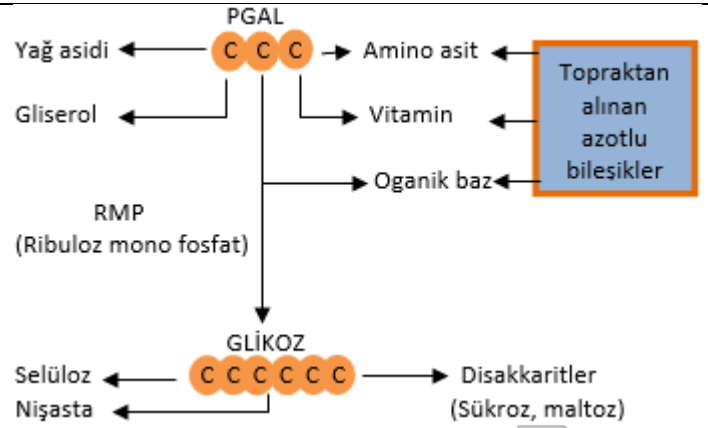 PGAL
Yağ asidi
C C C
Amino asit
Topraktan
alınan
azotlu
bileşikler
Gliserol
Vitamin
Oganik baz
RMP
(Ribuloz mono fosfat)
GLİKOZ
Selüloz
C C C C C C
Disakkaritler
Nişasta
(Sükroz, maltoz)